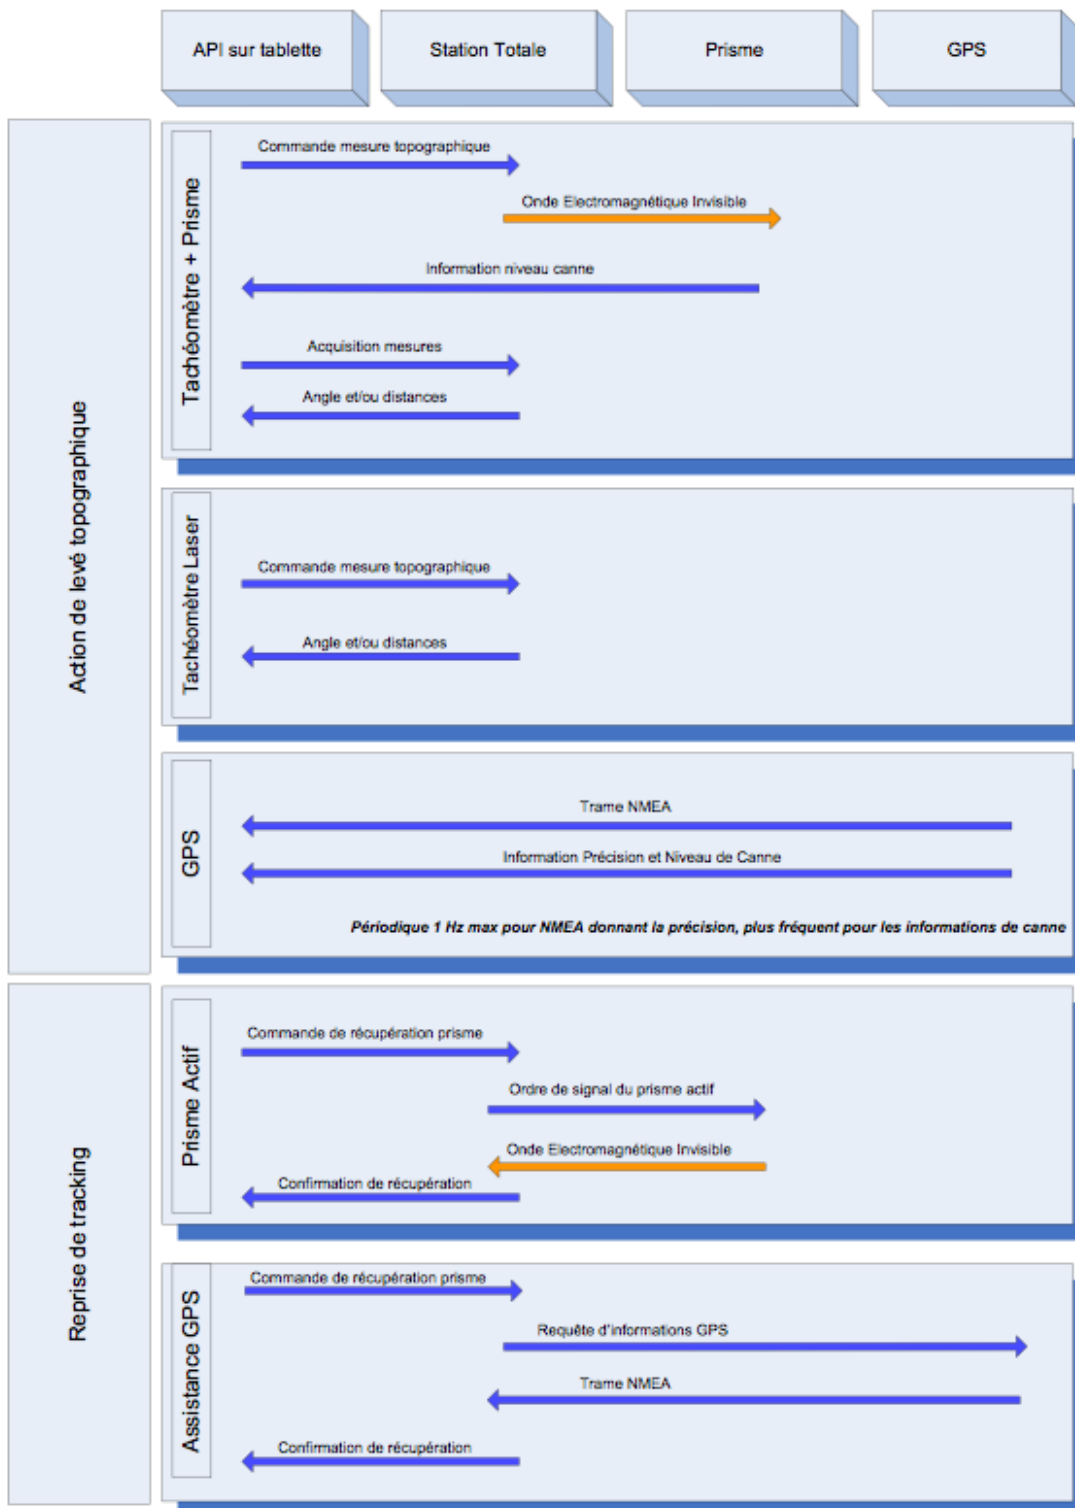 API sur tablette
Station Totale
Prisme
GPS
Action de levé topographique
Tachéomètre + Prisme
Commande mesure topographique
Onde Electromagnétique Invisible
Information niveau canne
Acquisition mesures
Angle et/ou distances
Tachéomètre Laser
Commande mesure topographique
Angle et/ou distances
GPS
Trame NMEA
Information Précision et Niveau de Canne
Périodique 1 Hz max pour NMEA donnant la précision, plus fréquent pour les informations de canne
Reprise de tracking
Prisme Actif
Commande de récupération prisme
Ordre de signal du prisme actif
Onde Electromagnétique Invisible
Confirmation de récupération
Assistance GPS
Commande de récupération prisme
Requête d'informations GPS
Trame NMEA
Confirmation de récupération